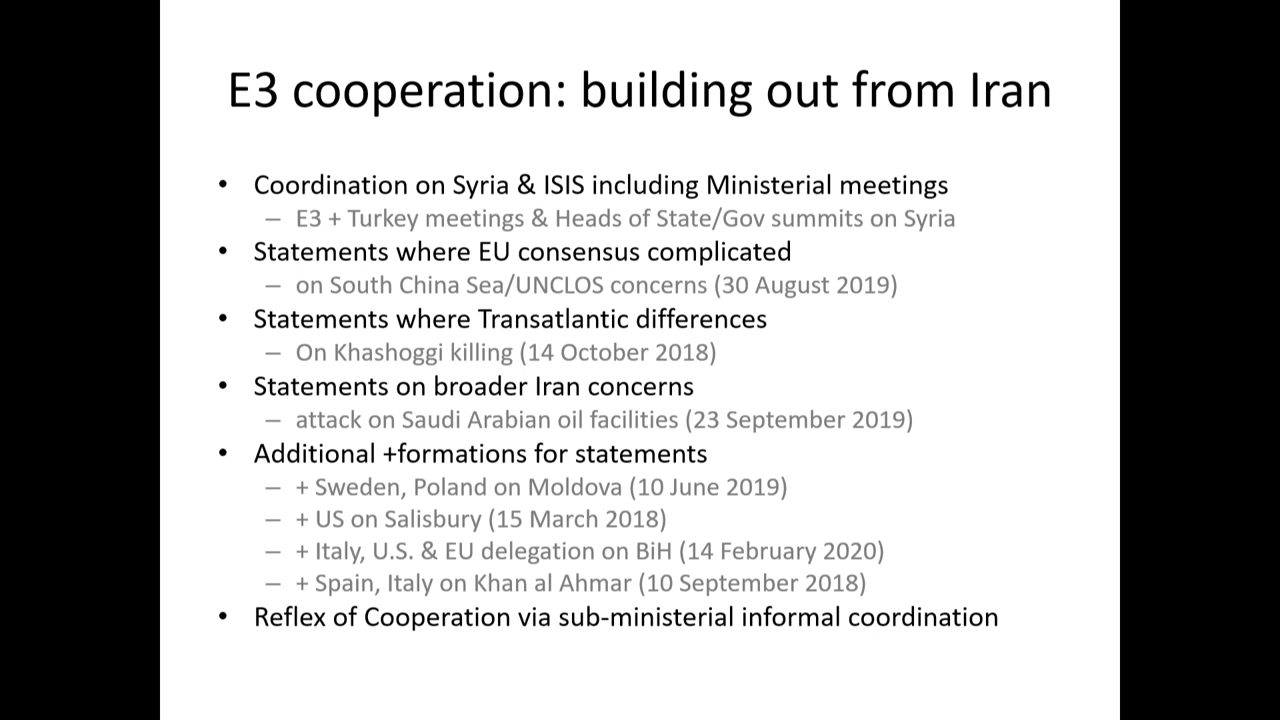 E3 cooperation: building out from Iran
• Coordination on Syria & ISIS including Ministerial meetings
– E3 + Turkey meetings & Heads of State/Gov summits on Syria
• Statements where EU consensus complicated
– on South China Sea/UNCLOS concerns (30 August 2019)
• Statements where Transatlantic differences
– On Khashoggi killing (14 October 2018)
• Statements on broader Iran concerns
– attack on Saudi Arabian oil facilities (23 September 2019)
• Additional +formations for statements
– + Sweden, Poland on Moldova (10 June 2019)
– + US on Salisbury (15 March 2018)
– + Italy, U.S. & EU delegation on BiH (14 February 2020)
– + Spain, Italy on Khan al Ahmar (10 September 2018)
• Reflex of Cooperation via sub-ministerial informal coordination